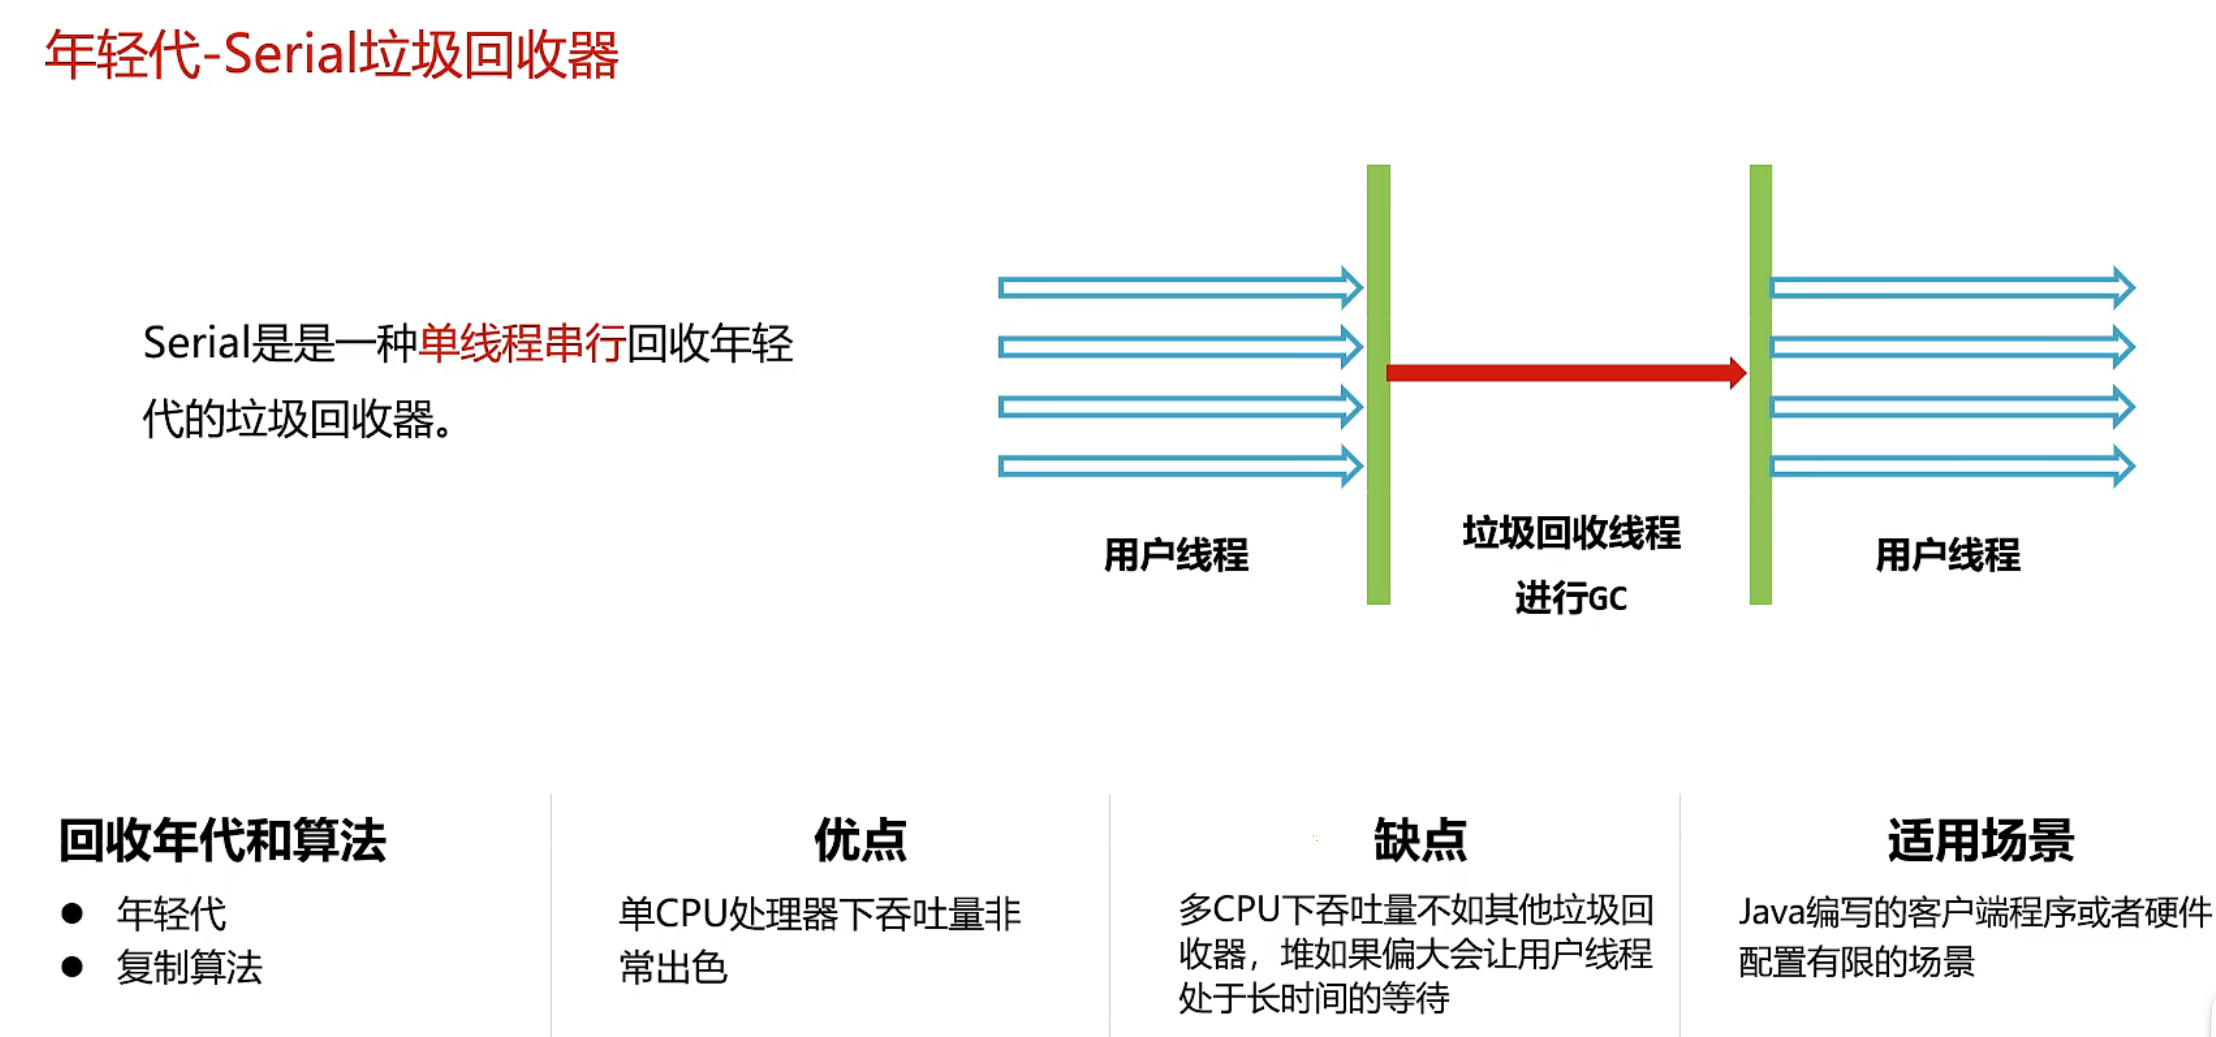 年轻代-Serial垃圾回收器
Serial是是一种单线程串行回收年轻
代的垃圾回收器。
用户线程
垃圾回收线程
进行GC
用户线程
回收年代和算法
● 年轻代
● 复制算法
优点
单CPU处理器下吞吐量非
常出色
缺点
多CPU下吞吐量不如其他垃圾回
收器，堆如果偏大会让用户线程
处于长时间的等待
适用场景
Java编写的客户端程序或者硬件
配置有限的场景